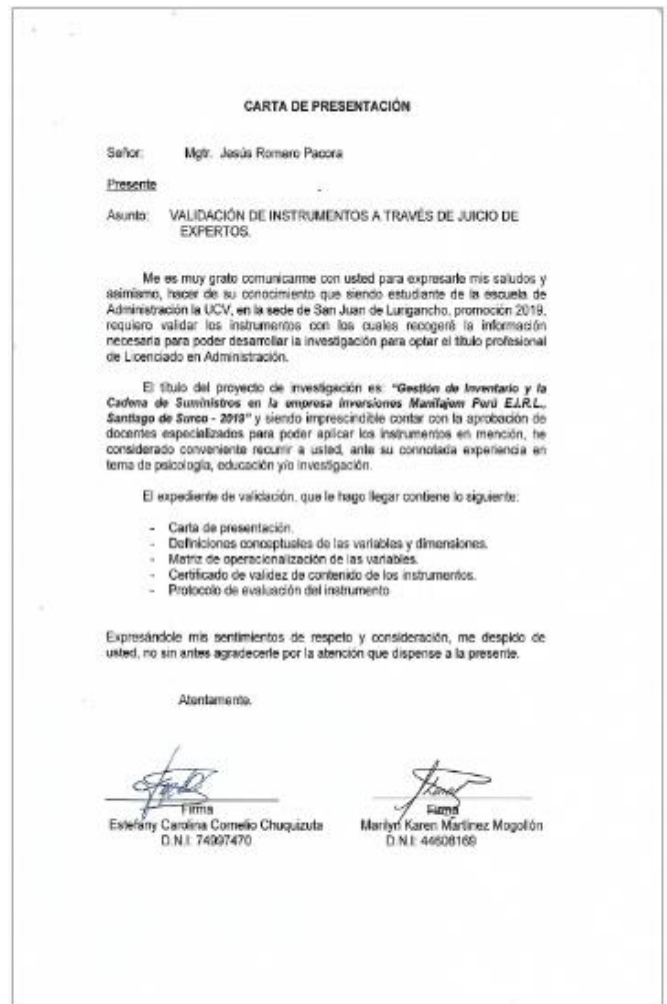 CARTA DE PRESENTACIÓN
Señor: Mgtr. Jesús Romero Pacora
Presente
Asunto: VALIDACIÓN DE INSTRUMENTOS A TRAVÉS DE JUICIO DE
EXPERTOS.
Me es muy grato comunicarme con usted para expresarle mis saludos y
asimismo, hacer de su conocimiento que siendo estudiante de la escuela de
Administración la UCV, en la sede de San Juan de Lurigancho, promoción 2019,
requiero validar los instrumentos con los cuales recogeré la información
necesaria para poder desarrollar la investigación para optar el título profesional
de Licenciado en Administración.
El título del proyecto de investigación es: "Gestión de Inventario y la
Cadena de Suministros en la empresa Inversiones Manifajem Perú E.I.R.L.,
Santiago de Surco - 2019" y siendo imprescindible contar con la aprobación de
docentes especializados para poder aplicar los instrumentos en mención, he
considerado conveniente recurrir a usted, ante su connotada experiencia en
tema de psicología, educación y/o investigación.
El expediente de validación, que le hago llegar contiene lo siguiente:
- Carta de presentación.
- Definiciones conceptuales de las variables y dimensiones.
- Matriz de operacionalización de las variables.
- Certificado de validez de contenido de los instrumentos.
- Protocolo de evaluación del instrumento
Expresándole mis sentimientos de respeto y consideración, me despido de
usted, no sin antes agradecerle por la atención que dispense a la presente.
Atentamente.
Firma
Estefany Carolina Cornelio Chuquizuta
D.N.I: 74997470
Firma
Marilyn Karen Martínez Mogollón
D.N.I: 44608169